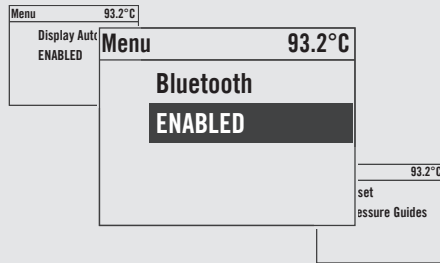 Menu 93.2°C
Display Auto
ENABLED
Menu 93.2°C
Bluetooth
ENABLED
93.2°C
set
essure Guides